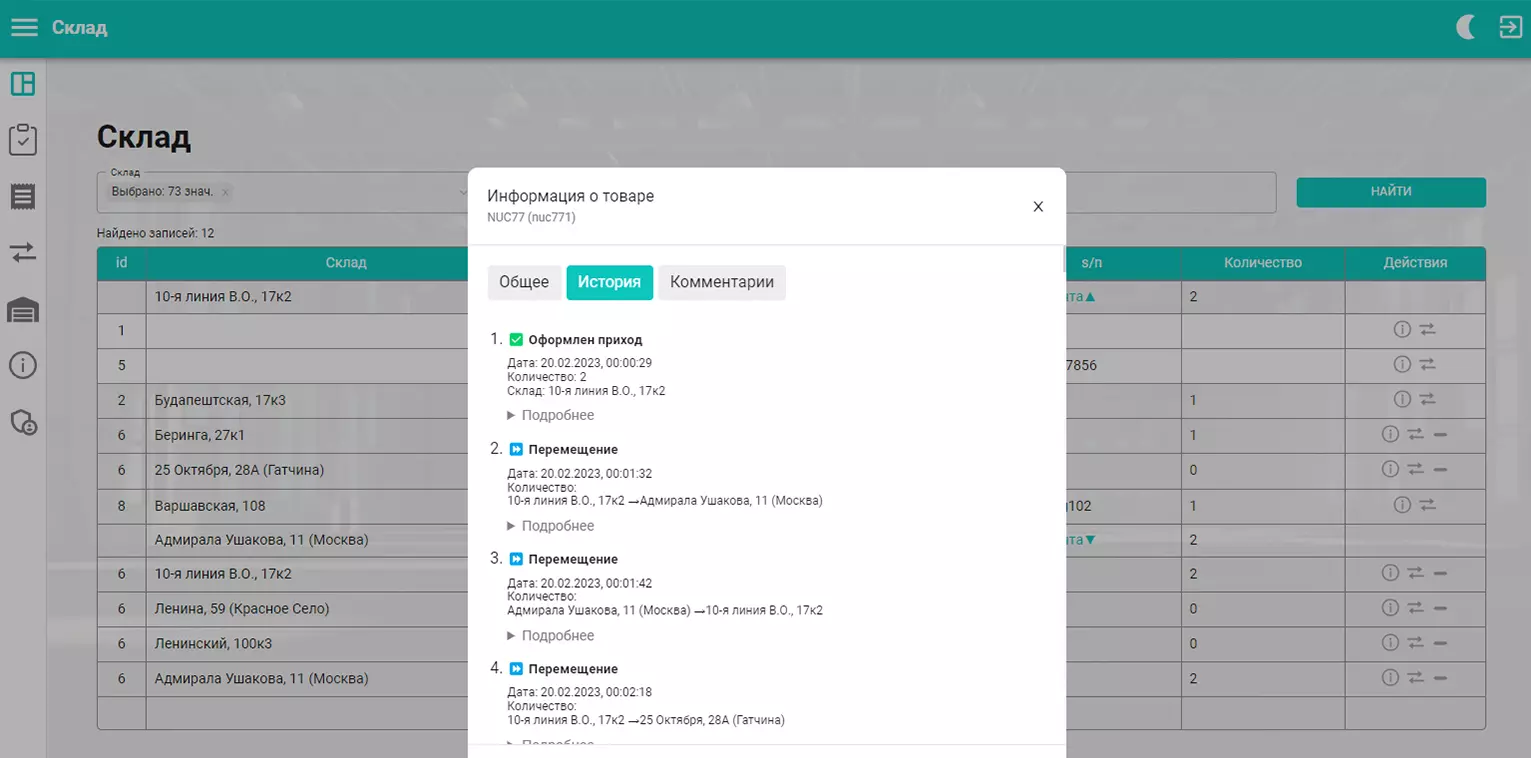 Склад
Склад
Склад
Выбрано: 73 знач. x
НАЙТИ
Найдено записей: 12
id Склад s/n Количество Действия
10-я линия В.О., 17к2 2
1
5 7856
2 Будапештская, 17к3 1
6 Беринга, 27к1 1
6 25 Октября, 28А (Гатчина) 0
8 Варшавская, 108 102 1
Адмирала Ушакова, 11 (Москва) 2
6 10-я линия В.О., 17к2 2
6 Ленина, 59 (Красное Село) 0
6 Ленинский, 100к3 0
6 Адмирала Ушакова, 11 (Москва) 2
Информация о товаре
NUC77 (nuc771)
X
Общее История Комментарии
1. ✅ Оформлен приход
Дата: 20.02.2023, 00:00:29
Количество: 2
Склад: 10-я линия В.О., 17к2
▶ Подробнее
2. ⏩ Перемещение
Дата: 20.02.2023, 00:01:32
Количество:
10-я линия В.О., 17к2 →Адмирала Ушакова, 11 (Москва)
▶ Подробнее
3. ⏩ Перемещение
Дата: 20.02.2023, 00:01:42
Количество:
Адмирала Ушакова, 11 (Москва) →10-я линия В.О., 17к2
▶ Подробнее
4. ⏩ Перемещение
Дата: 20.02.2023, 00:02:18
Количество:
10-я линия В.О., 17к2 →25 Октября, 28А (Гатчина)